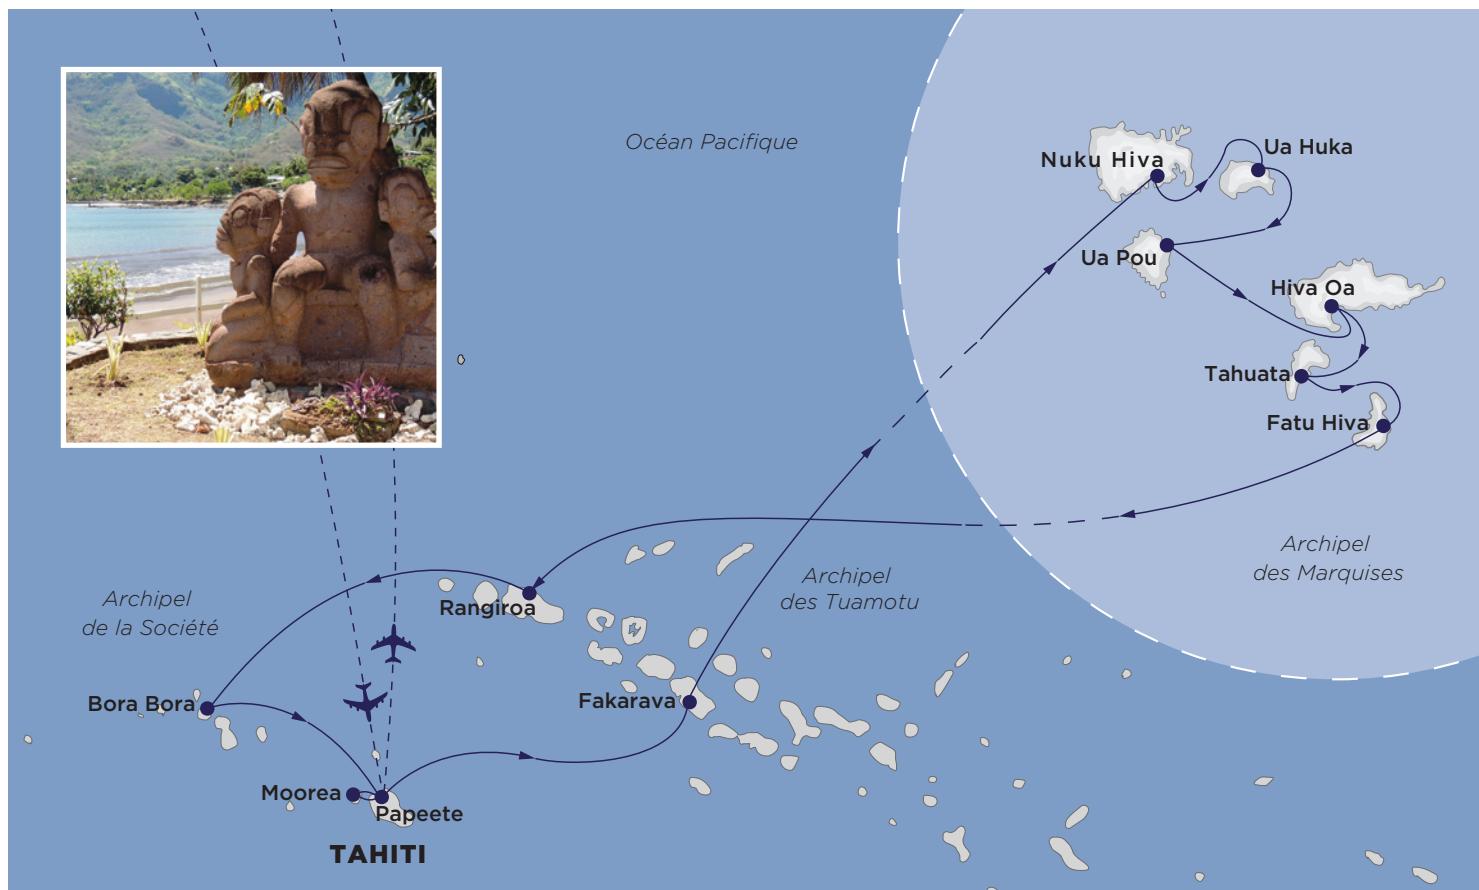 Océan Pacifique
Nuku Hiva
Ua Huka
Ua Pou
Hiva Oa
Tahuata
Fatu Hiva
Archipel
des Marquises
Archipel
des Tuamotu
Archipel
de la Société
Rangiroa
Bora Bora
Fakarava
Moorea
Papeete
TAHITI